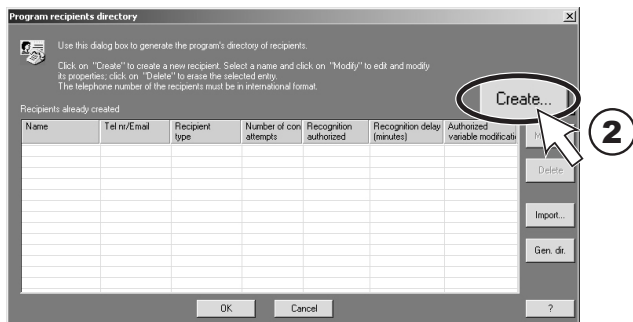 Program recipients directory
Use this dialog box to generate the program's directory of recipients.
Click on "Create" to create a new recipient. Select a name and click on "Modify" to edit and modify
its properties; click on "Delete" to erase the selected entry.
The telephone number of the recipients must be in international format.
Create...
2
Recipients already created
Name Tel nr/Email Recipient type Number of con attempts Recognition authorized Recognition delay (minutes) Authorized variable modificati
Delete
Import...
Gen. dir.
OK Cancel ?